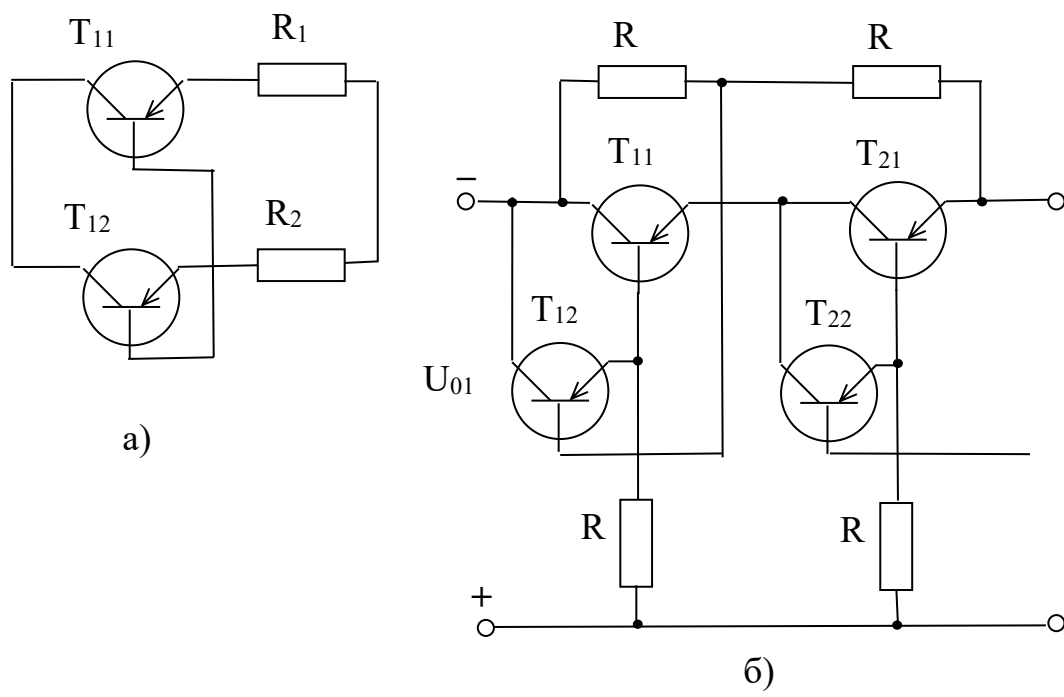 T₁₁
R₁
T₁₂
R₂
а)
R
R
T₁₁
T₂₁
−
T₁₂
T₂₂
U₀₁
R
R
+
б)